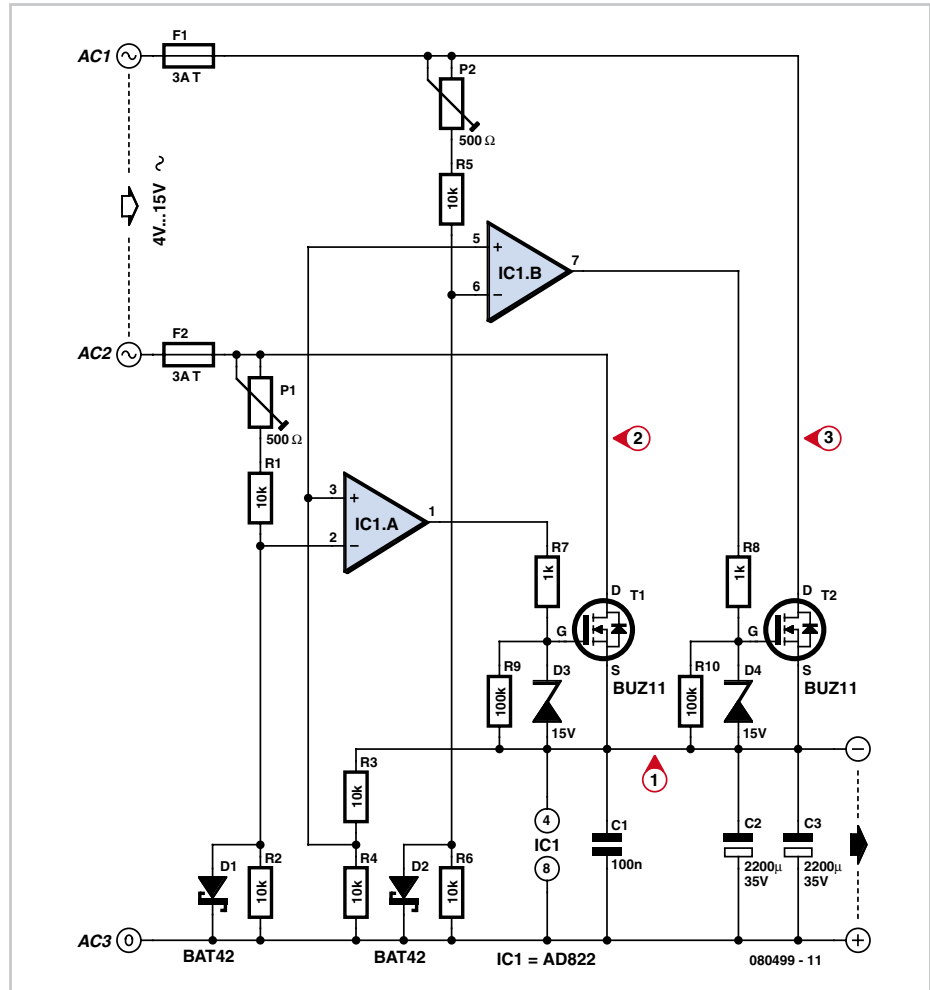 F1
AC1
3A T
P2
500 Ω
R5
10k
4V...15V ~
5
+
IC1.B
7
6
−
F2
AC2
3A T
P1
500 Ω
R1
10k
2
3
3
+
IC1.A
1
2
−
R7
1k
R8
1k
D
T1
D
T2
G
G
R9
100k
D3
S
BUZ11
R10
100k
D4
S
BUZ11
15V
15V
−
R3
10k
1
4
IC1
8
C1
100n
C2
2200µ
35V
C3
2200µ
35V
D1
R2
10k
R4
10k
D2
R6
10k
AC3
0
+
BAT42
BAT42
IC1 = AD822
080499 - 11